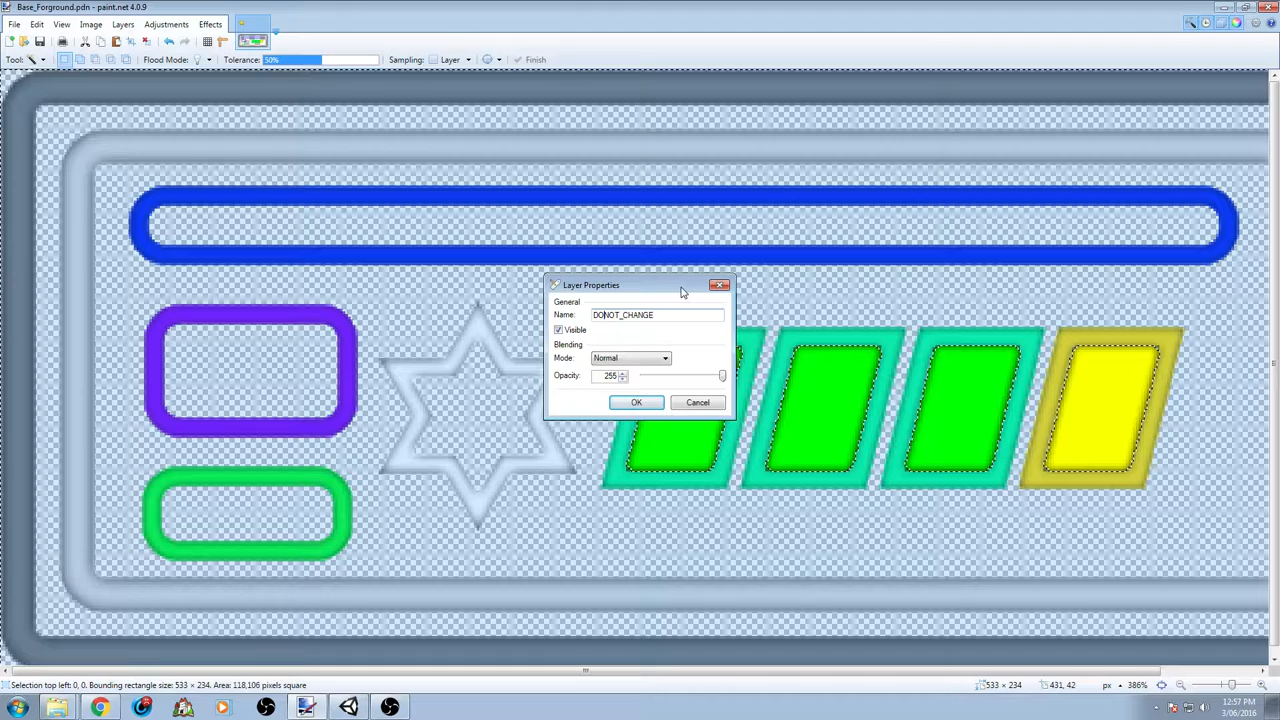 Base_Forground.pdn - paint.net 4.0.9
File Edit View Image Layers Adjustments Effects
Tool: Flood Mode: Tolerance: 50% Sampling: Layer Finish
Layer Properties
General
Name: DONOT_CHANGE
Visible
Blending
Mode: Normal
Opacity: 255
OK Cancel
Selection top left: 0, 0. Bounding rectangle size: 533 × 234. Area: 118,106 pixels square
533 × 234 431, 42 px 386%
12:57 PM
3/06/2016